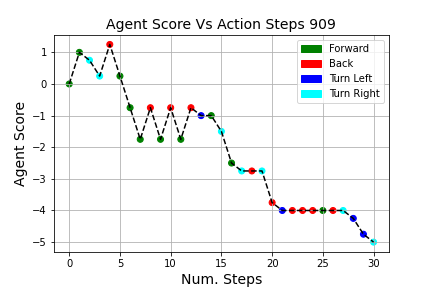 Agent Score Vs Action Steps 909
Forward
Back
Turn Left
Turn Right
Agent Score
1
0
−1
−2
−3
−4
−5
0 5 10 15 20 25 30
Num. Steps